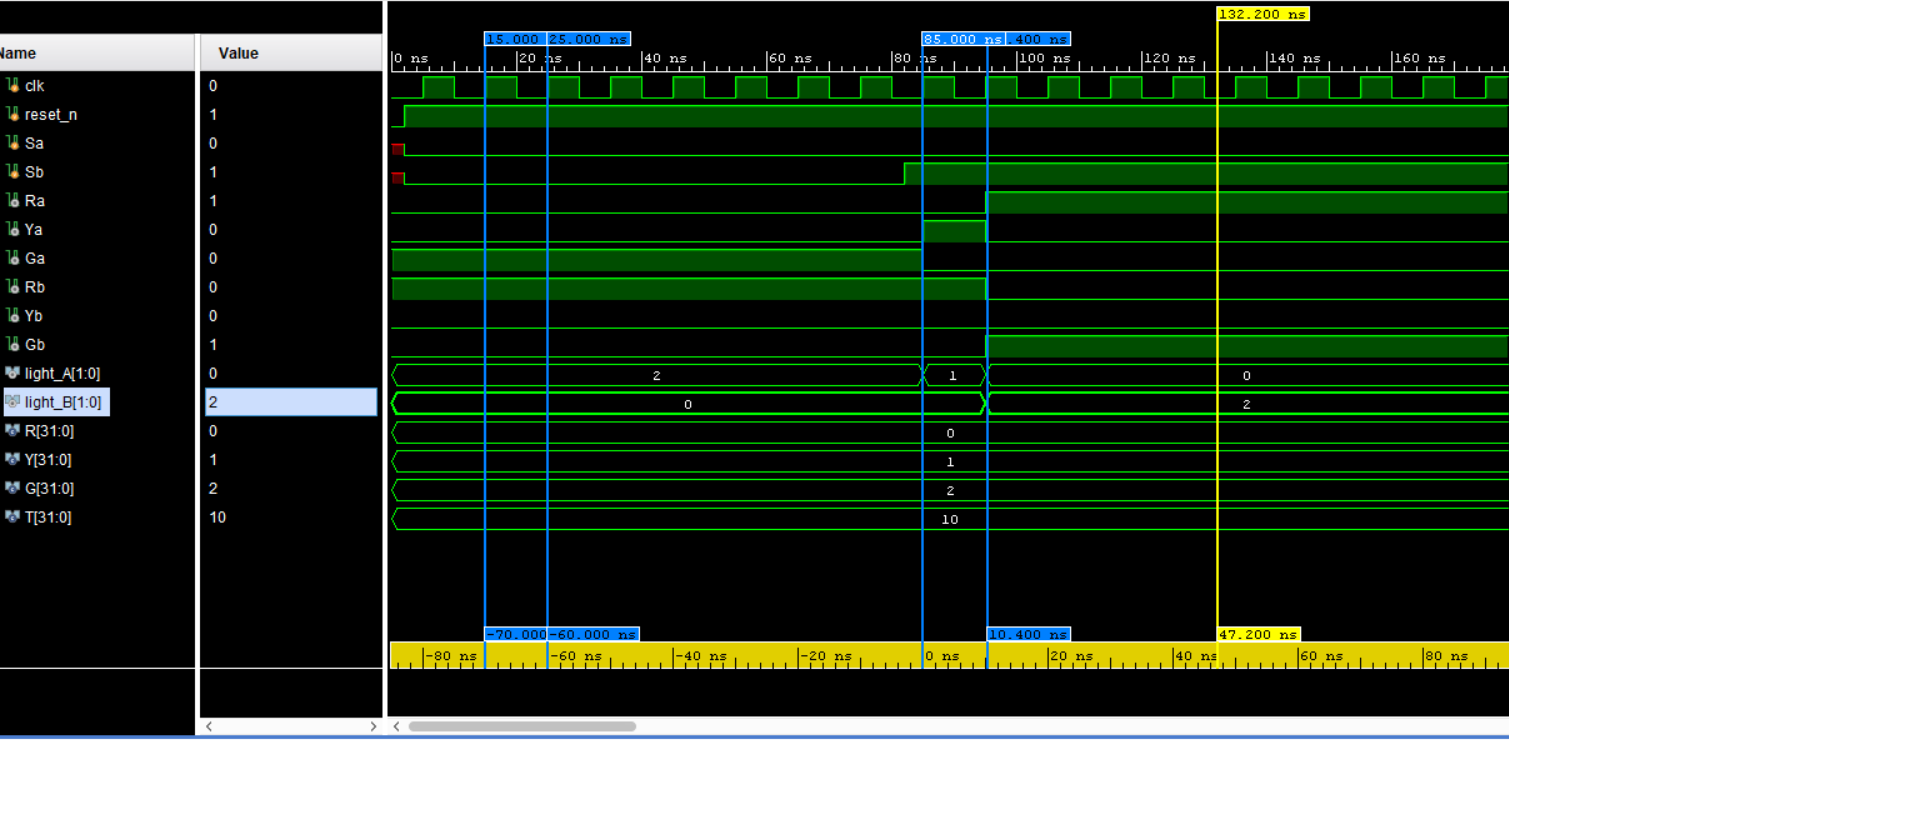 132.200 ns
15.000 25.000 ns 85.000 ns .400 ns
Name Value
0 ns 20 ns 40 ns 60 ns 80 ns 100 ns 120 ns 140 ns 160 ns
clk 0
reset_n 1
Sa 0
Sb 1
Ra 1
Ya 0
Ga 0
Rb 0
Yb 0
Gb 1
light_A[1:0] 0 2 1 0
light_B[1:0] 2 0 2
R[31:0] 0 0
Y[31:0] 1 1
G[31:0] 2 2
T[31:0] 10 10
-70.000 -60.000 ns 10.400 ns 47.200 ns
-80 ns -60 ns -40 ns -20 ns 0 ns 20 ns 40 ns 60 ns 80 ns